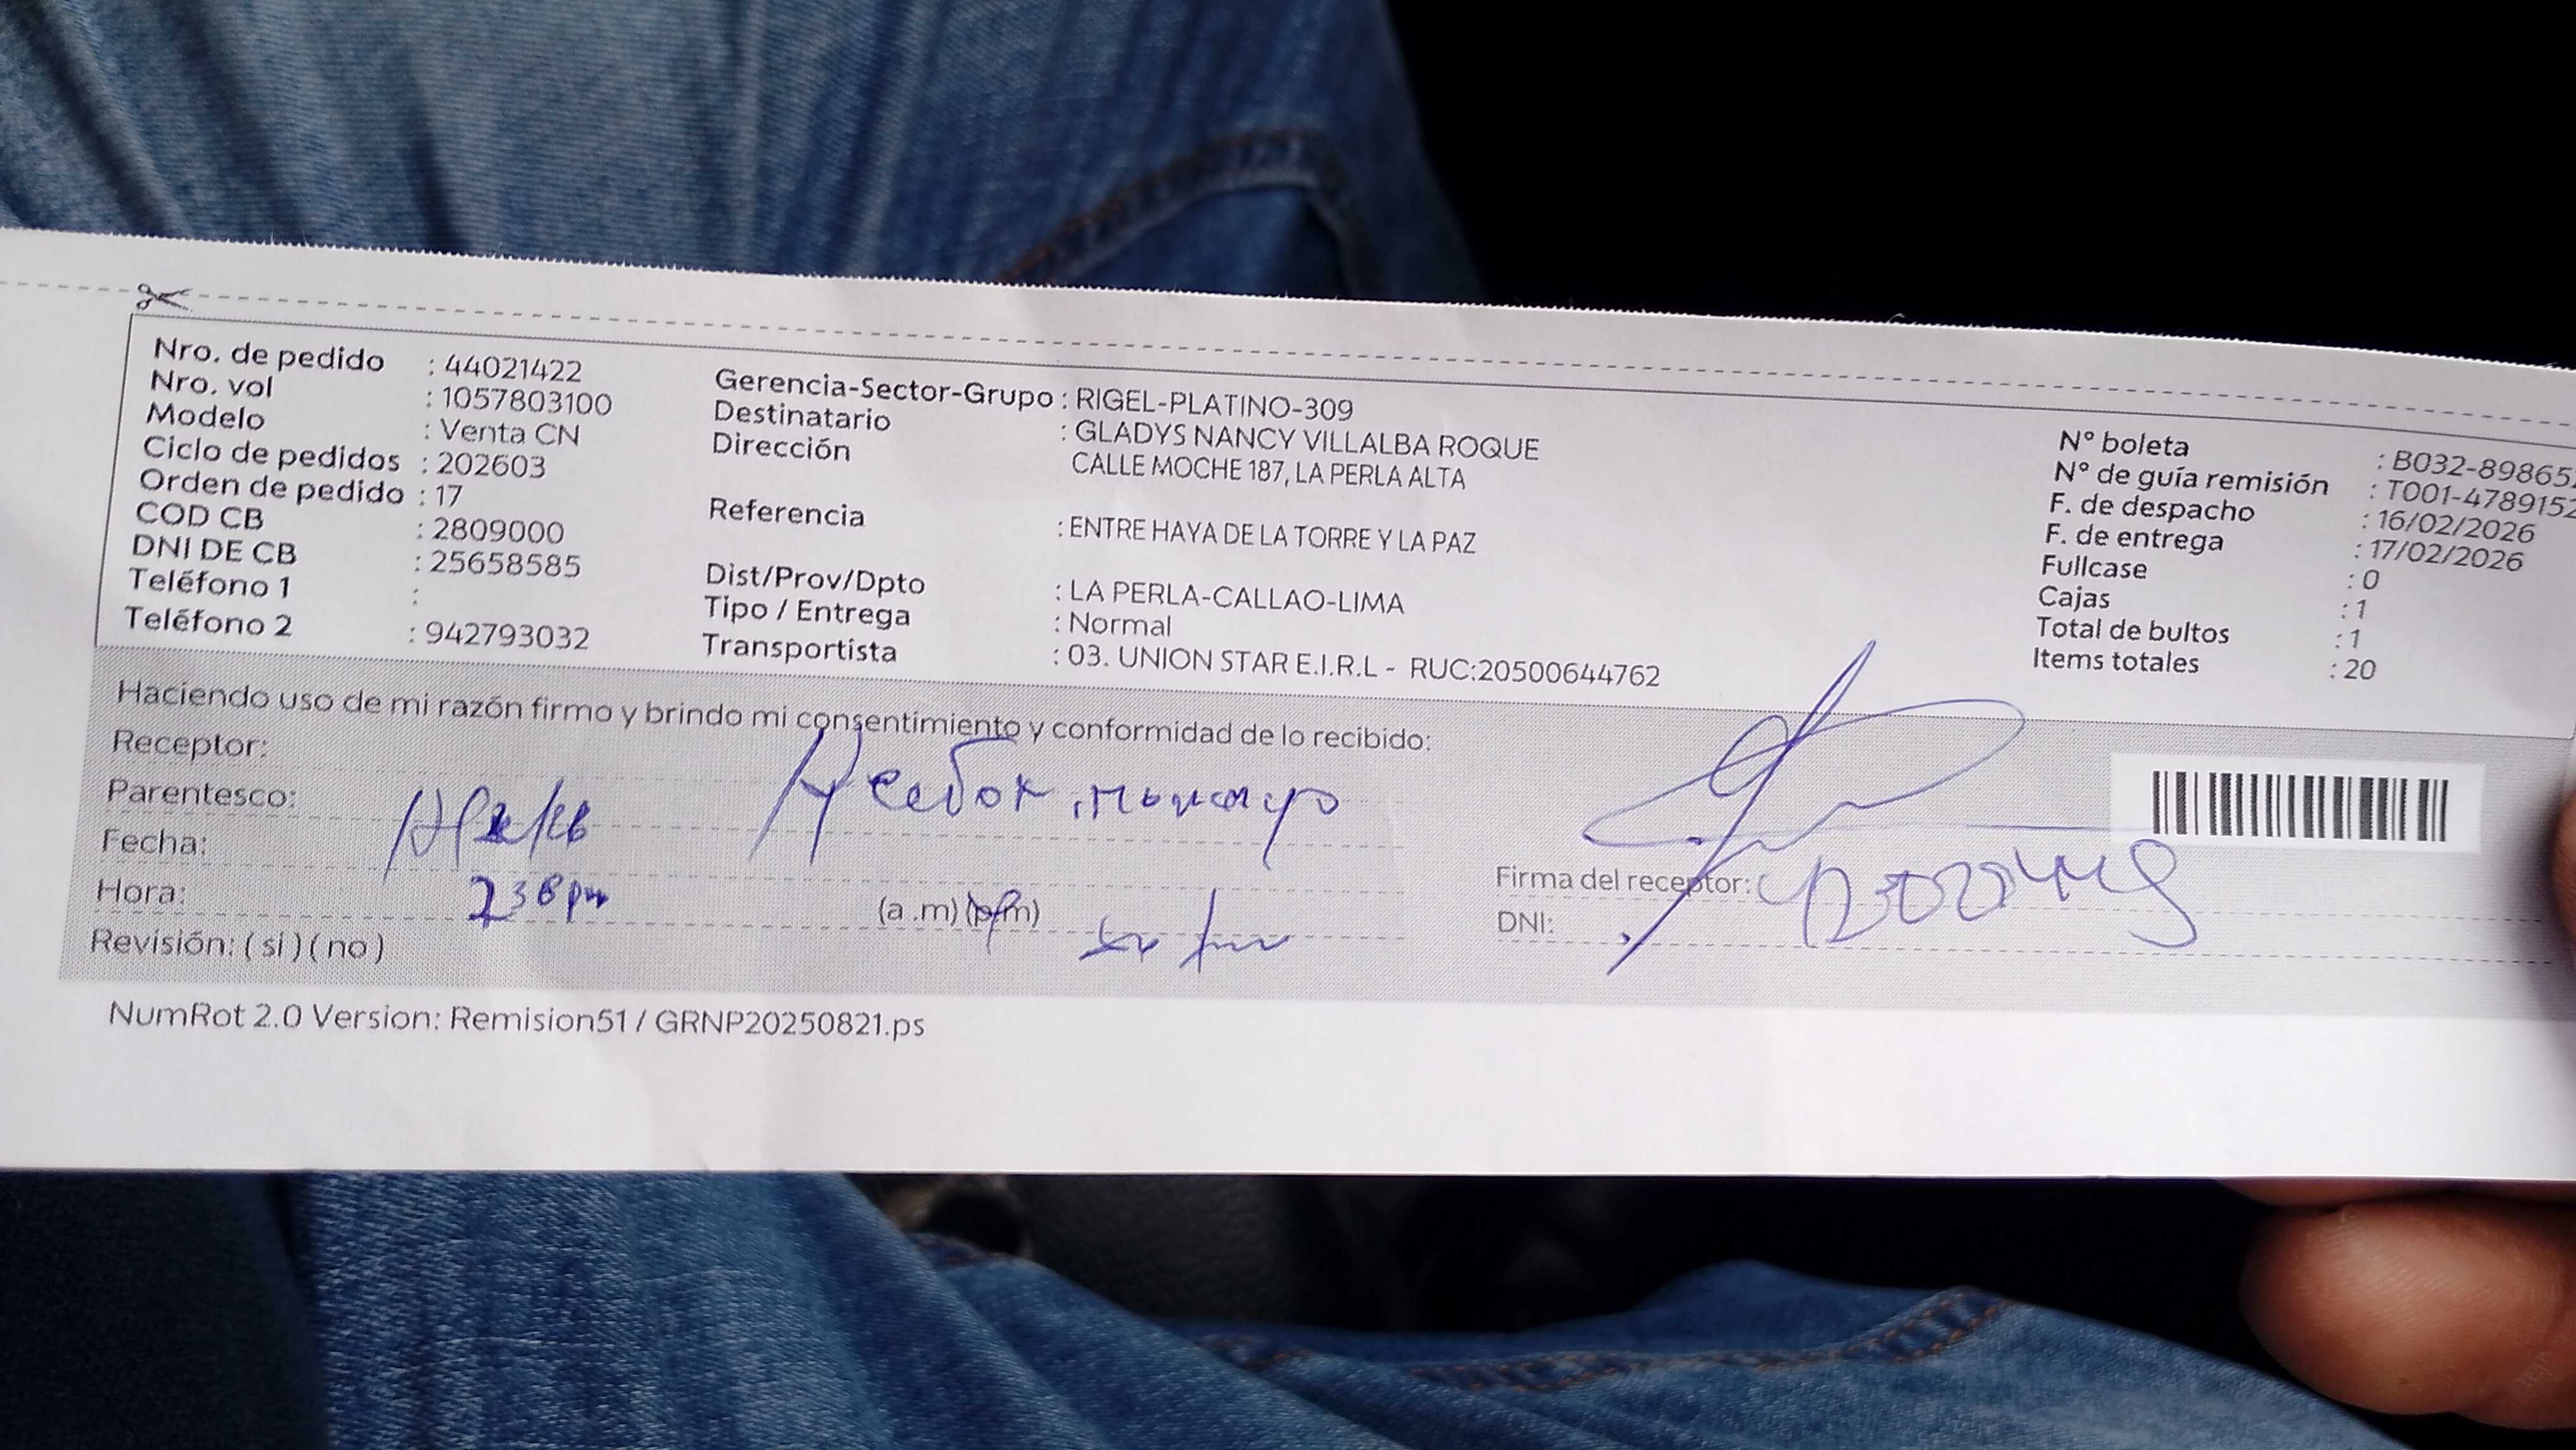 Nro. de pedido : 44021422
Nro. vol : 1057803100
Modelo : Venta CN
Ciclo de pedidos : 202603
Orden de pedido : 17
COD CB : 2809000
DNI DE CB : 25658585
Teléfono 1 :
Teléfono 2 : 942793032
Gerencia-Sector-Grupo : RIGEL-PLATINO-309
Destinatario : GLADYS NANCY VILLALBA ROQUE
Dirección CALLE MOCHE 187, LA PERLA ALTA
Referencia : ENTRE HAYA DE LA TORRE Y LA PAZ
Dist/Prov/Dpto : LA PERLA-CALLAO-LIMA
Tipo / Entrega : Normal
Transportista : 03. UNION STAR E.I.R.L - RUC:20500644762
N° boleta : B032-89865
N° de guía remisión : T001-4789152
F. de despacho : 16/02/2026
F. de entrega : 17/02/2026
Fullcase : 0
Cajas : 1
Total de bultos : 1
Items totales : 20
Haciendo uso de mi razón firmo y brindo mi consentimiento y conformidad de lo recibido:
Receptor:
Parentesco:
Fecha:
Hora: 238 pm (a .m) (p.m)
Revisión: ( si ) ( no )
Firma del receptor:
DNI:
NumRot 2.0 Version: Remision51 / GRNP20250821.ps